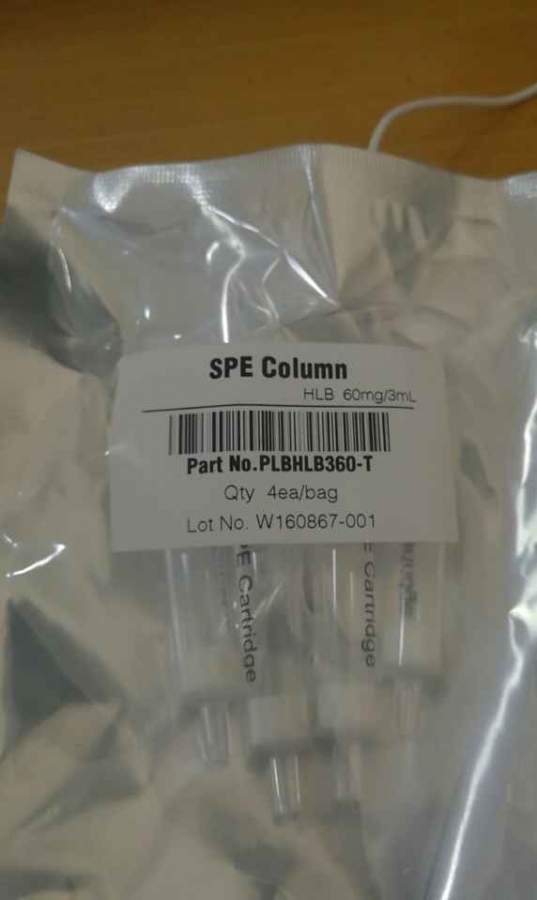 SPE Column
HLB 60mg/3mL
Part No.PLBHLB360-T
Qty 4ea/bag
Lot No. W160867-001
E Cartridge
E Cartridge